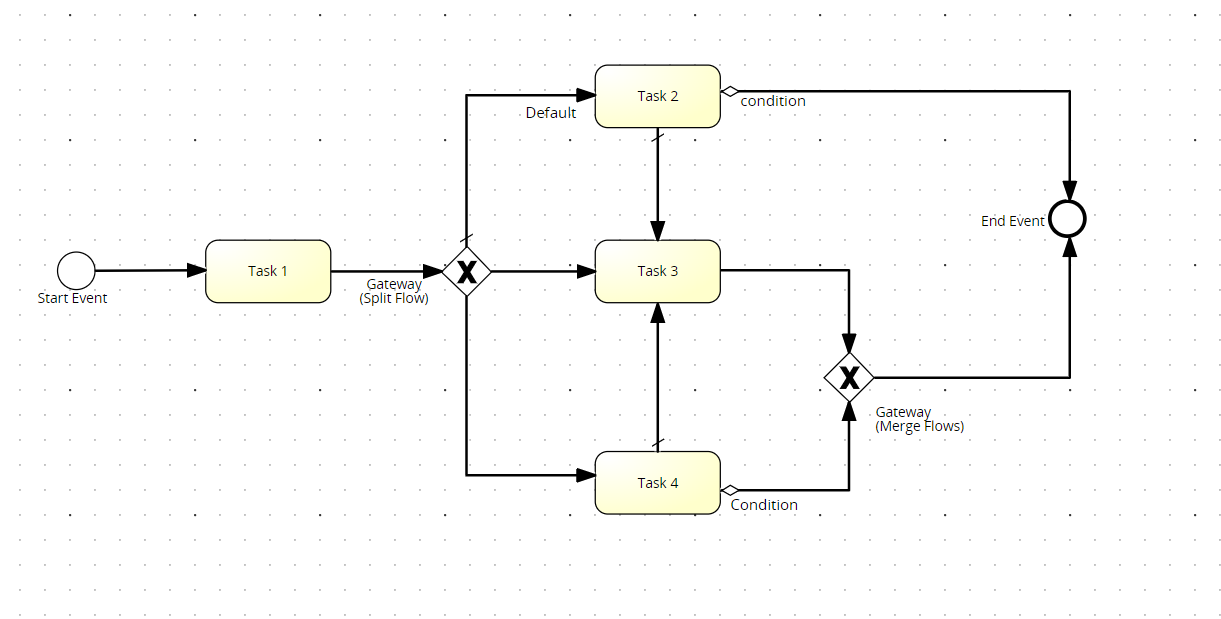 Task 2
condition
Default
End Event
Task 1
Task 3
Gateway
(Split Flow)
Start Event
Gateway
(Merge Flows)
Task 4
Condition